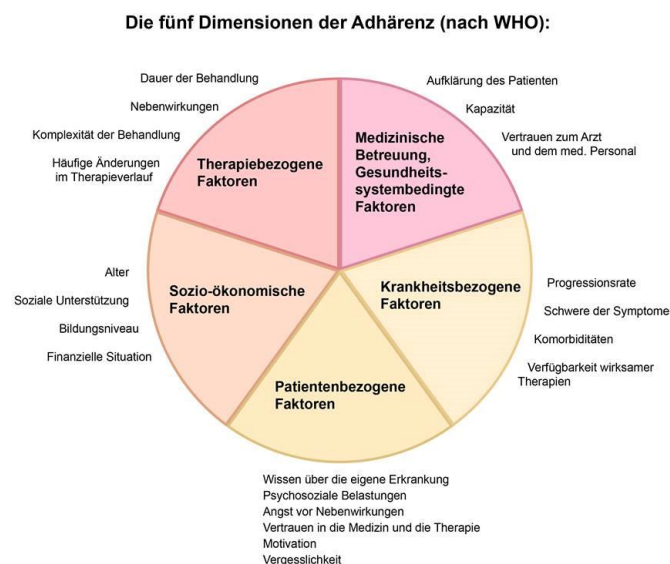 Die fünf Dimensionen der Adhärenz (nach WHO):
Dauer der Behandlung
Nebenwirkungen
Komplexität der Behandlung
Häufige Änderungen
im Therapieverlauf
Therapiebezogene
Faktoren
Aufklärung des Patienten
Kapazität
Vertrauen zum Arzt
und dem med. Personal
Medizinische
Betreuung,
Gesundheits-
systembedingte
Faktoren
Alter
Soziale Unterstützung
Bildungsniveau
Finanzielle Situation
Sozio-ökonomische
Faktoren
Krankheitsbezogene
Faktoren
Progressionsrate
Schwere der Symptome
Komorbiditäten
Verfügbarkeit wirksamer
Therapien
Patientenbezogene
Faktoren
Wissen über die eigene Erkrankung
Psychosoziale Belastungen
Angst vor Nebenwirkungen
Vertrauen in die Medizin und die Therapie
Motivation
Vergesslichkeit